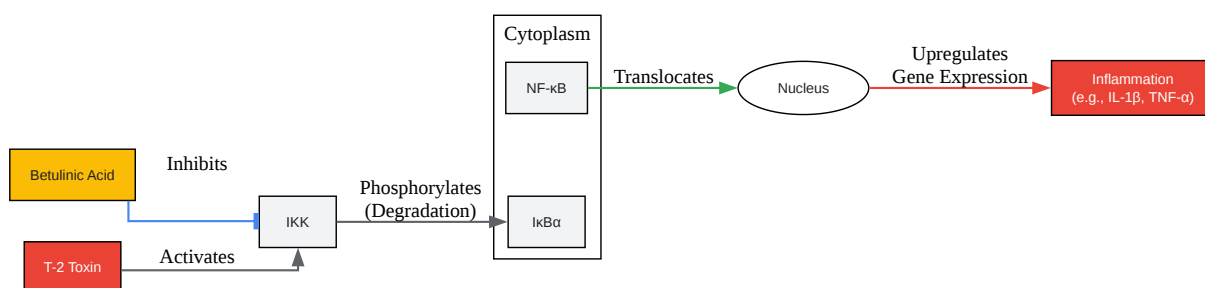 Cytoplasm
NF-κB
Translocates
Nucleus
Upregulates
Gene Expression
Inflammation
(e.g., IL-1β, TNF-α)
Betulinic Acid
Inhibits
IKK
Phosphorylates
(Degradation)
IκBα
T-2 Toxin
Activates